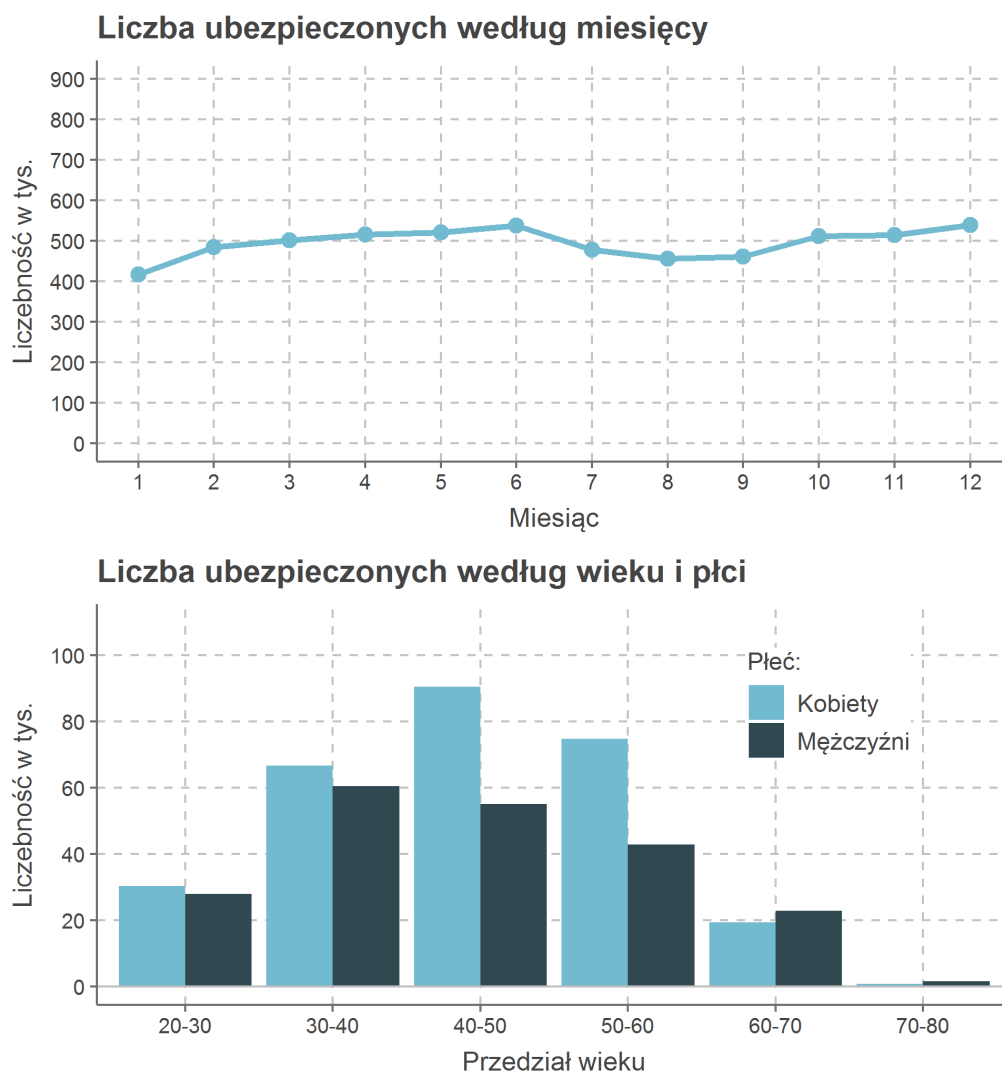 Liczba ubezpieczonych według miesięcy
Liczebność w tys.
900
800
700
600
500
400
300
200
100
0
1 2 3 4 5 6 7 8 9 10 11 12
Miesiąc
Liczba ubezpieczonych według wieku i płci
Liczebność w tys.
100
80
60
40
20
0
Płeć:
Kobiety
Mężczyźni
20-30 30-40 40-50 50-60 60-70 70-80
Przedział wieku